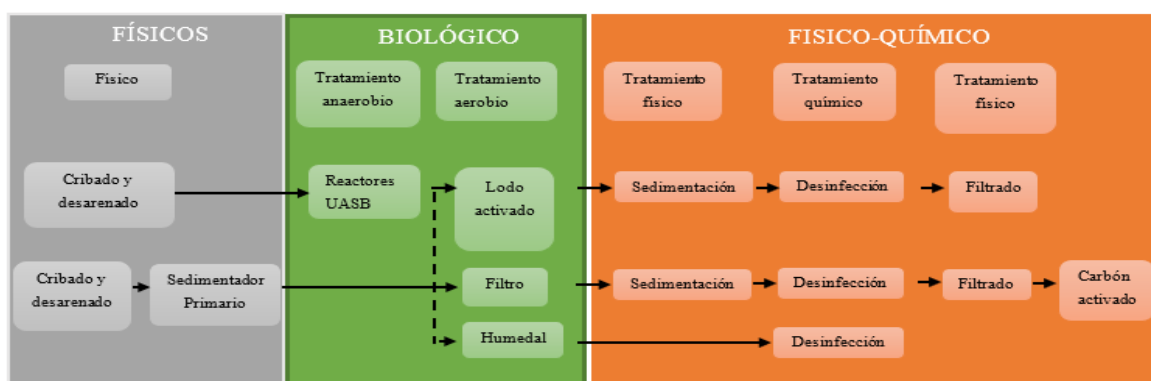 FÍSICOS
BIOLÓGICO
FISICO-QUÍMICO
Fisico
Tratamiento
anaerobio
Tratamiento
aerobio
Tratamiento
físico
Tratamiento
químico
Tratamiento
físico
Cribado y
desarenado
Reactores
UASB
Lodo
activado
Sedimentación
Desinfección
Filtrado
Cribado y
desarenado
Sedimentador
Primario
Filtro
Sedimentación
Desinfección
Filtrado
Carbón
activado
Humedal
Desinfección